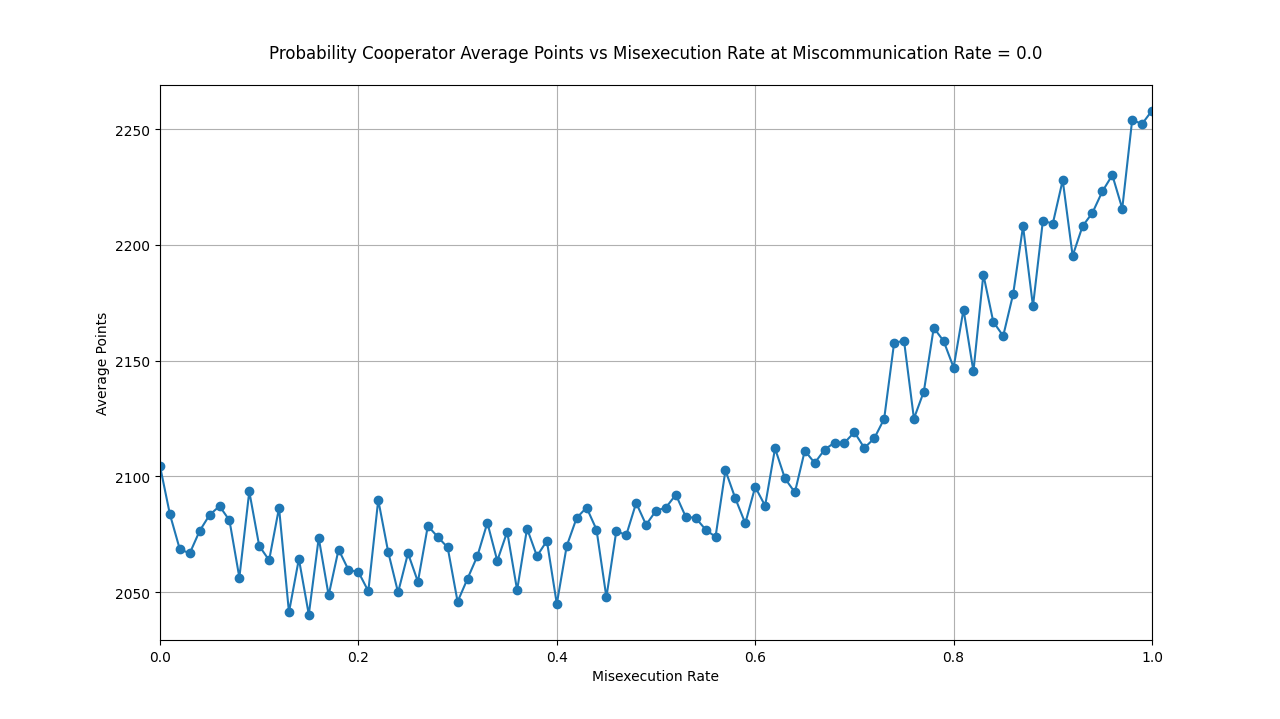 Probability Cooperator Average Points vs Misexecution Rate at Miscommunication Rate = 0.0
Average Points
2250
2200
2150
2100
2050
0.0 0.2 0.4 0.6 0.8 1.0
Misexecution Rate